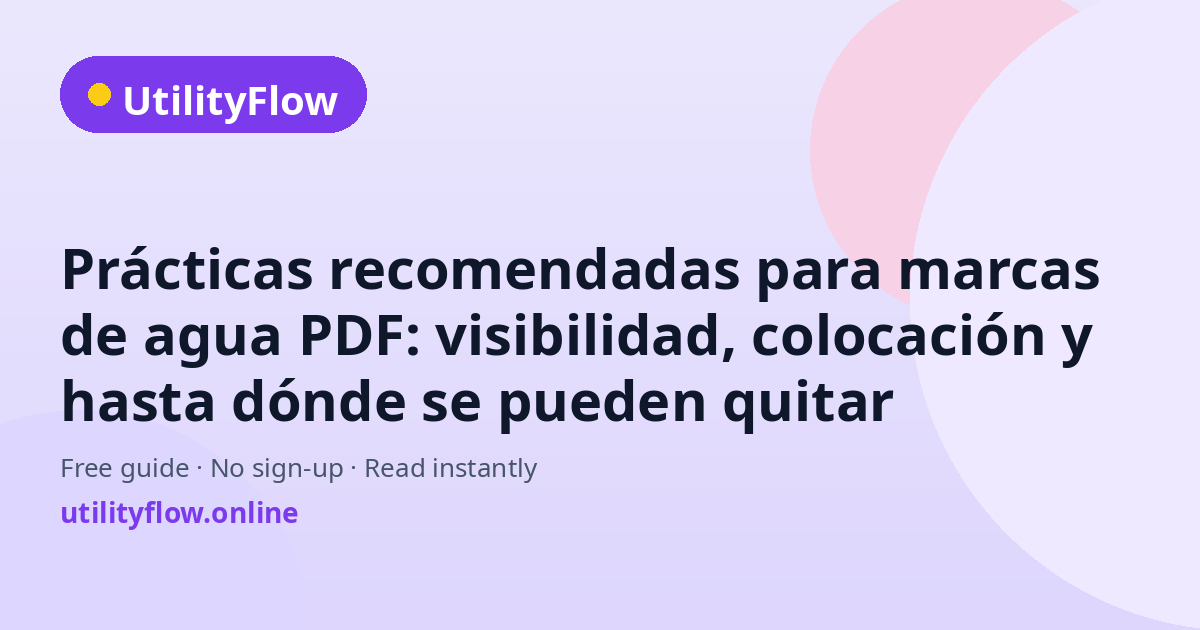 UtilityFlow
Prácticas recomendadas para marcas
de agua PDF: visibilidad, colocación y
hasta dónde se pueden quitar
Free guide · No sign-up · Read instantly
utilityflow.online